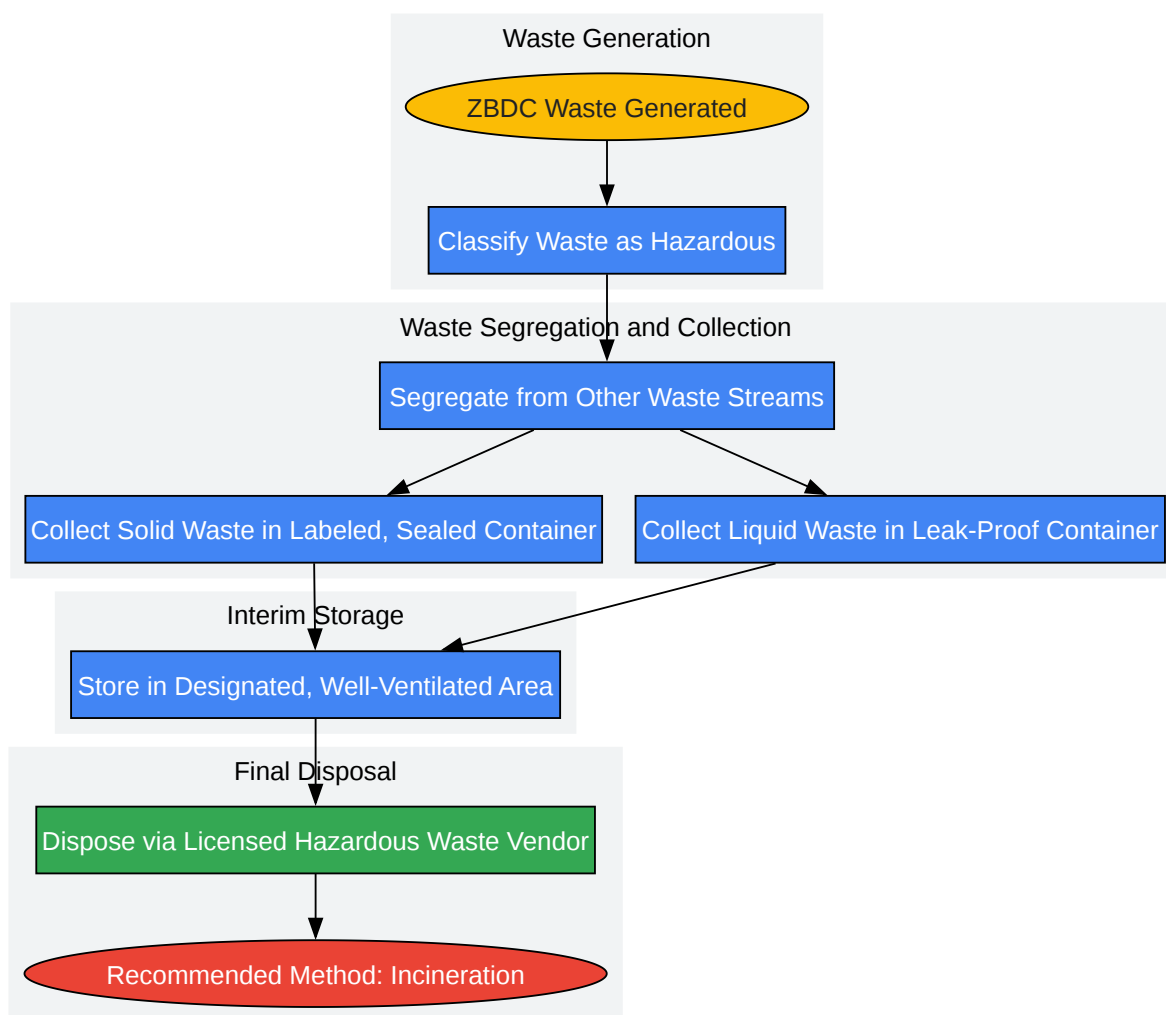 Waste Generation
ZBDC Waste Generated
Classify Waste as Hazardous
Waste Segregation and Collection
Segregate from Other Waste Streams
Collect Solid Waste in Labeled, Sealed Container
Collect Liquid Waste in Leak-Proof Container
Interim Storage
Store in Designated, Well-Ventilated Area
Final Disposal
Dispose via Licensed Hazardous Waste Vendor
Recommended Method: Incineration